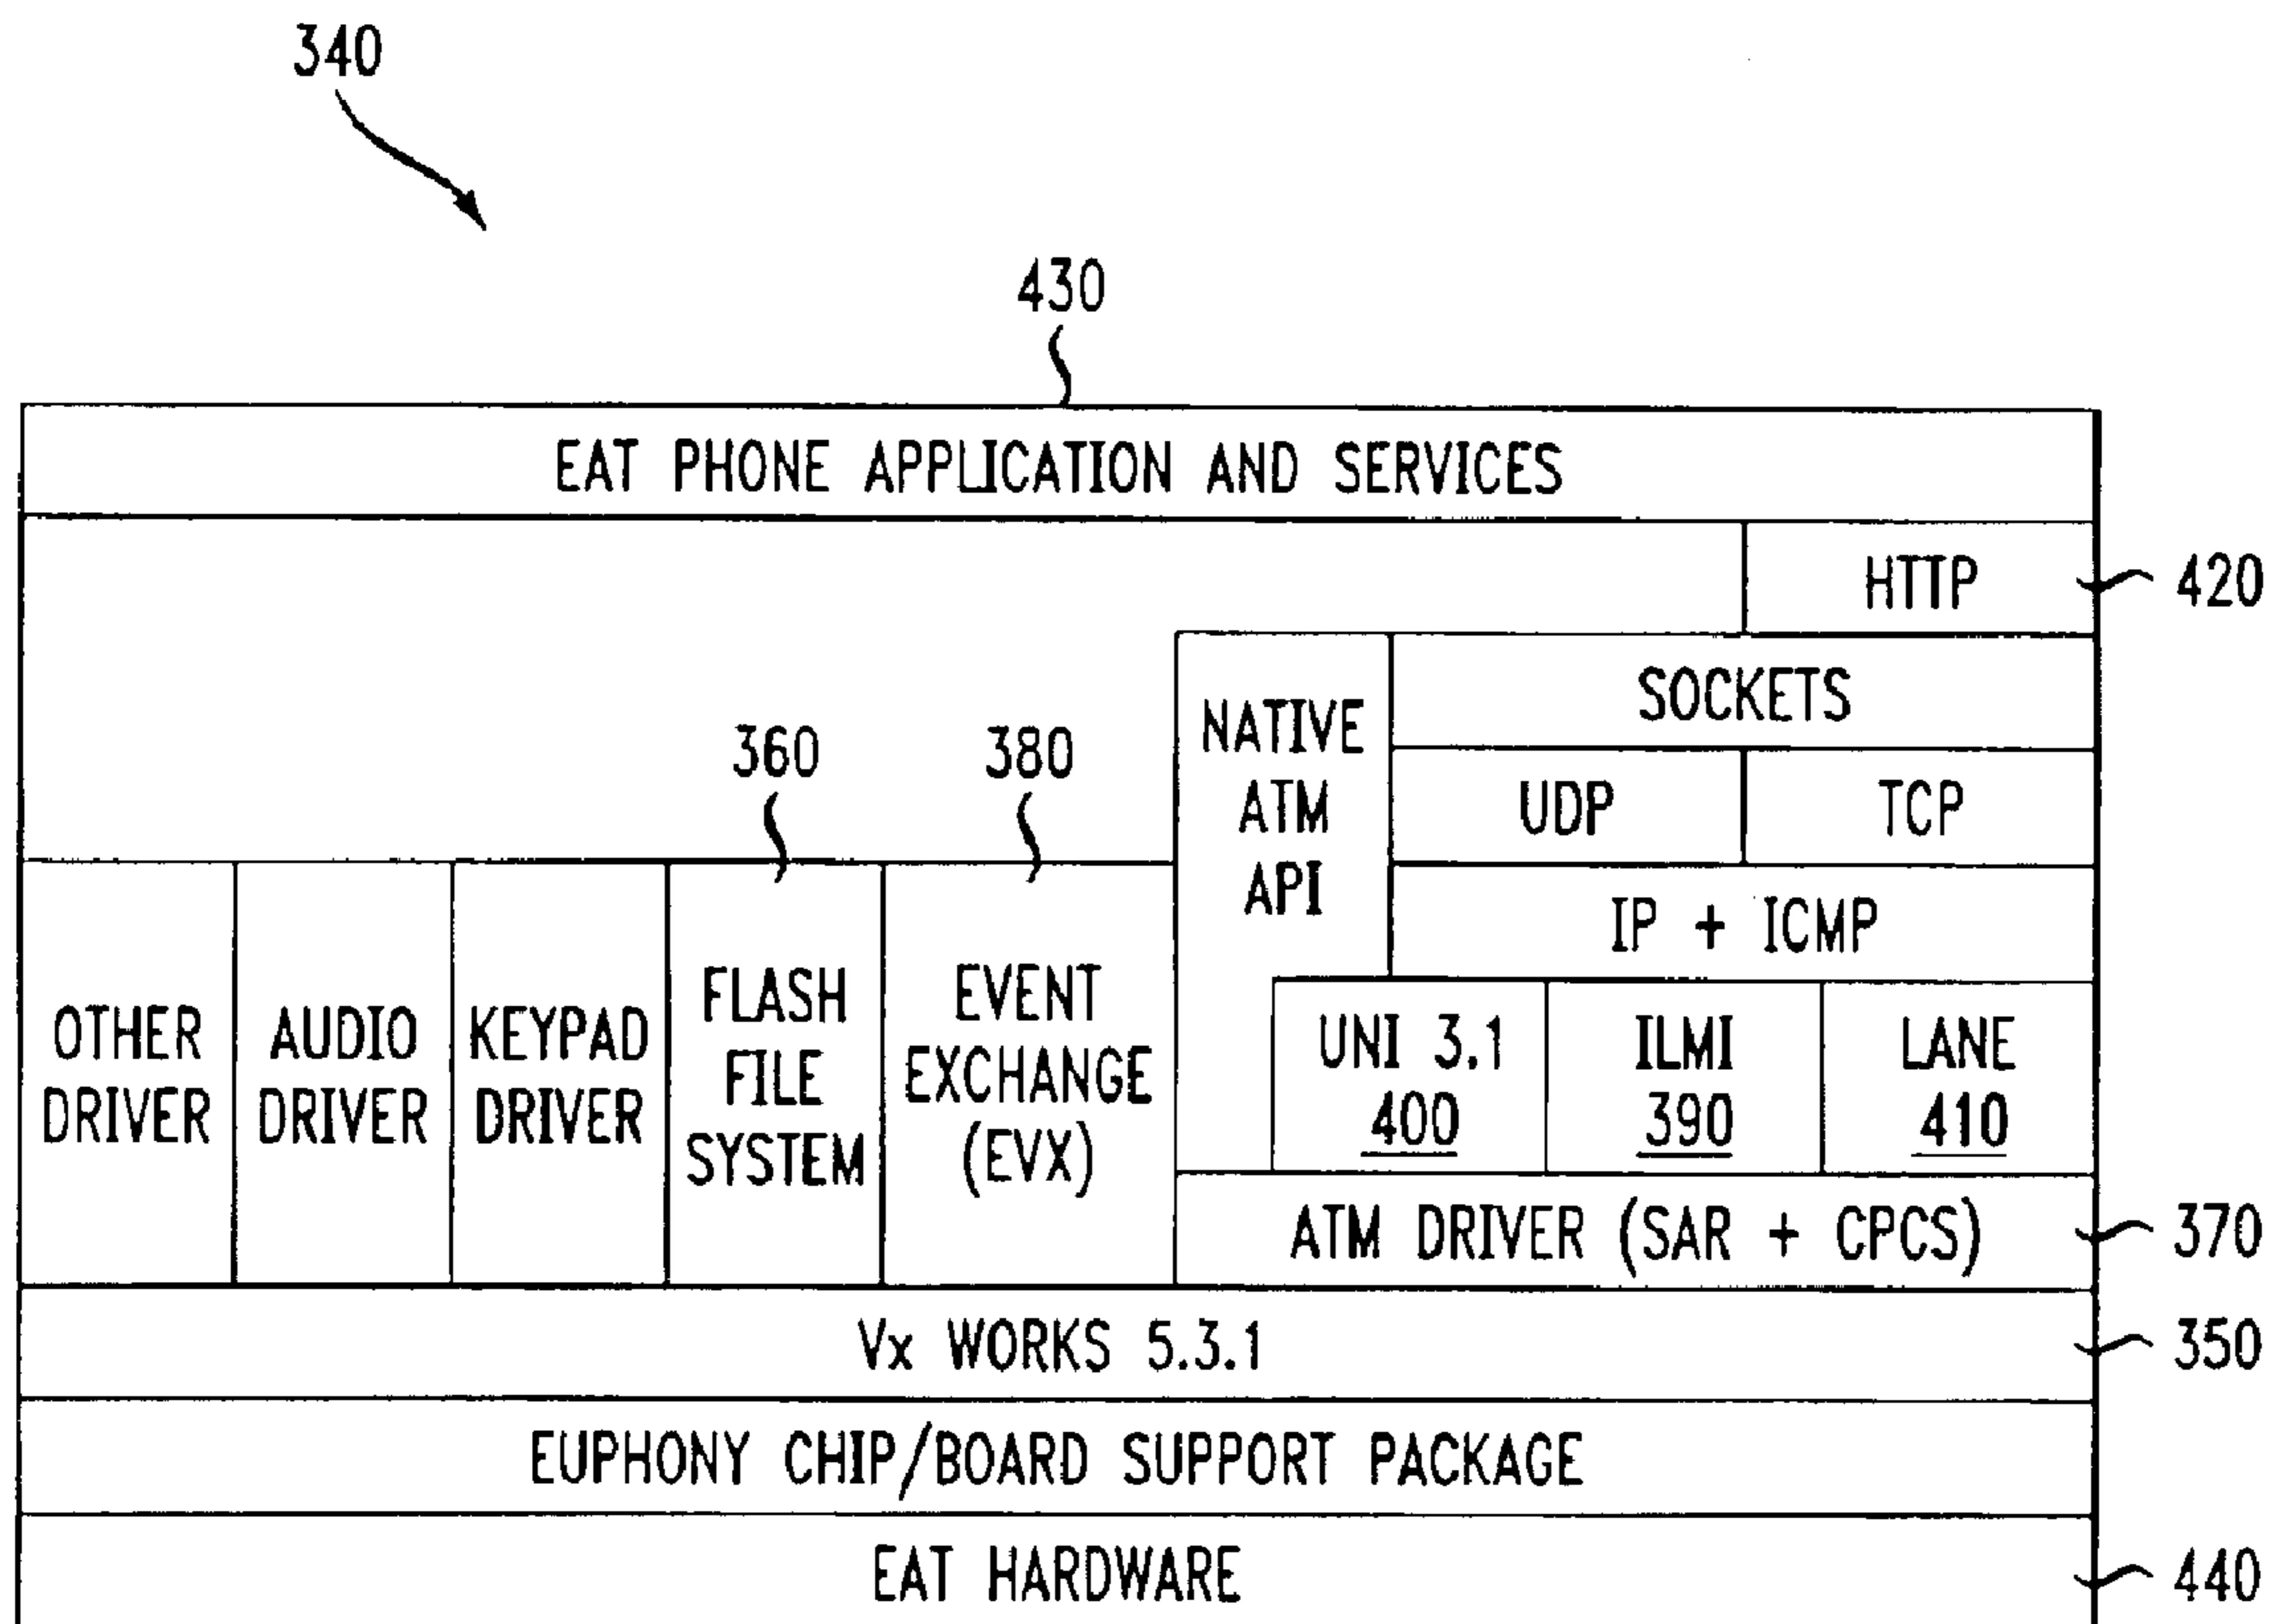 340
430
EAT PHONE APPLICATION AND SERVICES
HTTP
420
SOCKETS
NATIVE
ATM
API
UDP
TCP
360
380
IP + ICMP
OTHER
DRIVER
AUDIO
DRIVER
KEYPAD
DRIVER
FLASH
FILE
SYSTEM
EVENT
EXCHANGE
(EVX)
UNI 3.1
400
ILMI
390
LANE
410
ATM DRIVER (SAR + CPCS)
370
Vx WORKS 5.3.1
350
EUPHONY CHIP/BOARD SUPPORT PACKAGE
EAT HARDWARE
440